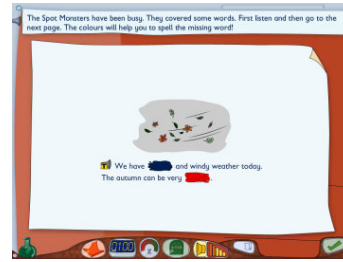 The Spot Monsters have been busy. They covered some words. First listen and then go to the
next page. The colours will help you to spell the missing word!
We have and windy weather today.
The autumn can be very .